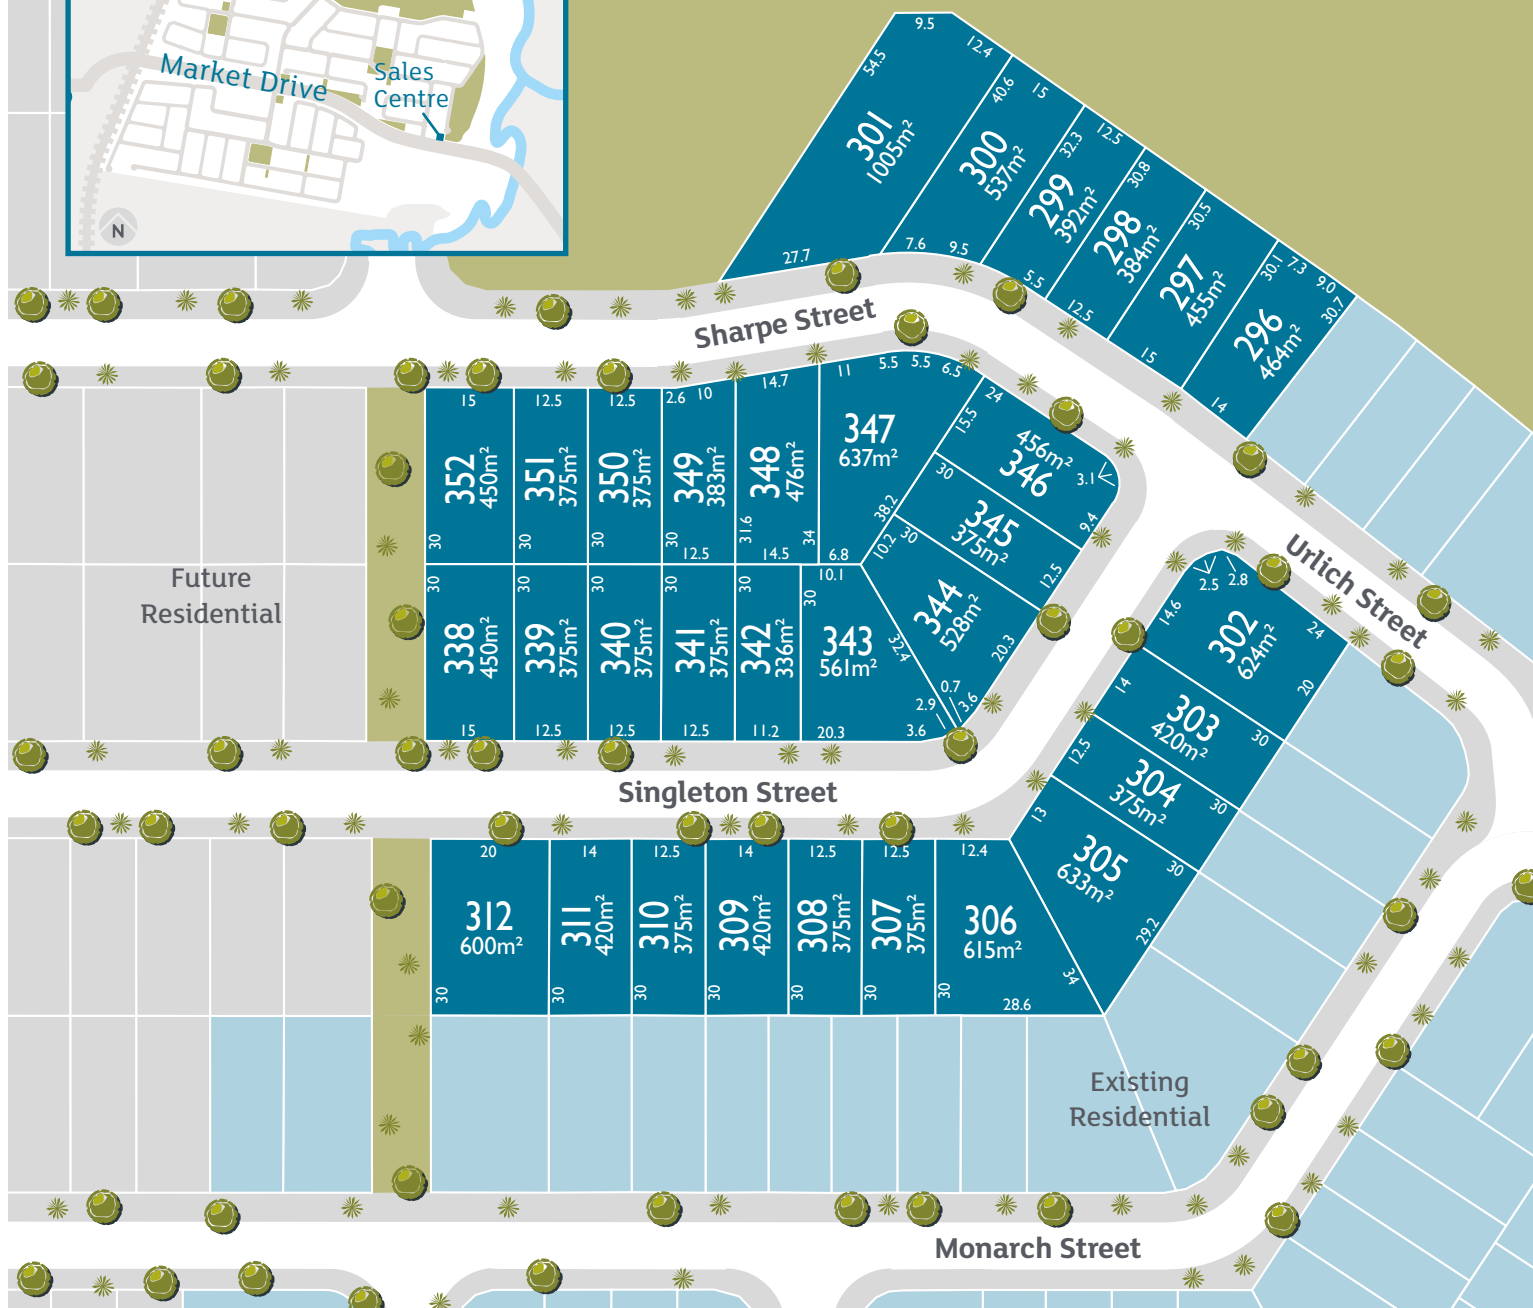 Market Drive
Sales
Centre
N
9.5
54.5
12.4
301
1005m²
27.7
40.6
15
300
537m²
7.6
9.5
32.3
12.5
299
392m²
5.5
30.8
298
384m²
12.5
30.5
297
455m²
15
30.1
7.3
9.0
30.7
296
464m²
14
Sharpe Street
Urlich Street
15
352
450m²
30
12.5
351
375m²
30
12.5
350
375m²
30
2.6
10
349
383m²
30
12.5
14.7
348
476m²
31.6
14.5
34
11
5.5
5.5
6.5
347
637m²
38.2
6.8
24
15.5
456m²
346
3.1
9.4
30
345
375m²
12.5
10.2
30
344
528m²
20.3
0.7
3.6
30
338
450m²
15
30
339
375m²
12.5
30
340
375m²
12.5
30
341
375m²
12.5
30
342
336m²
11.2
10.1
30
343
561m²
32.4
2.9
20.3
3.6
Future
Residential
2.5
2.8
14.6
302
624m²
24
20
14
303
420m²
30
12.5
304
375m²
30
13
305
633m²
30
29.2
Singleton Street
20
312
600m²
30
14
311
420m²
30
12.5
310
375m²
30
14
309
420m²
30
12.5
308
375m²
30
12.5
307
375m²
30
12.4
306
615m²
30
28.6
34
Existing
Residential
Monarch Street